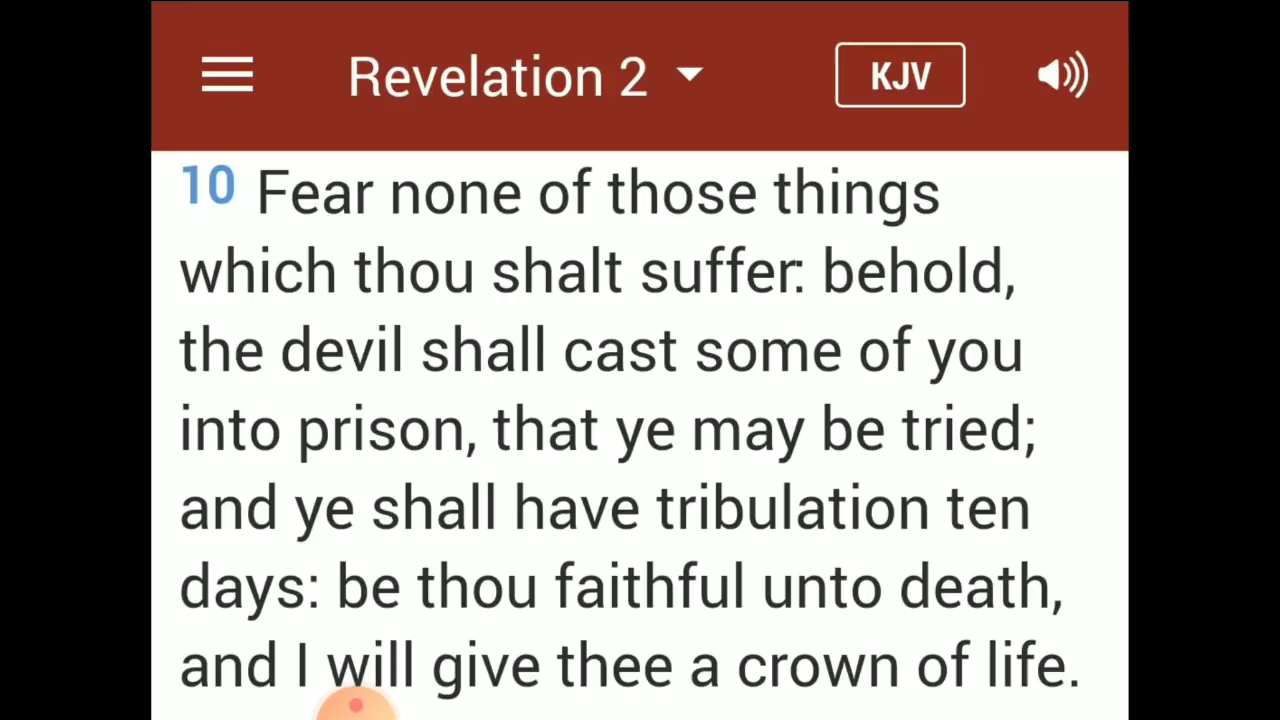 Revelation 2
KJV
10 Fear none of those things
which thou shalt suffer: behold,
the devil shall cast some of you
into prison, that ye may be tried;
and ye shall have tribulation ten
days: be thou faithful unto death,
and I will give thee a crown of life.